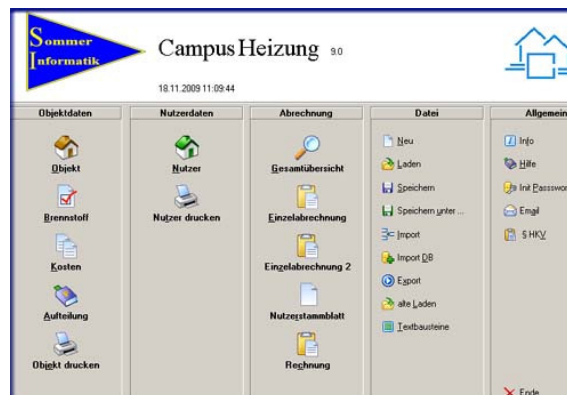 Sommer
Informatik
Campus Heizung 9.0
18.11.2009 11:09:44
Objektdaten
Objekt
Brennstoff
Kosten
Aufteilung
Objekt drucken
Nutzerdaten
Nutzer
Nutzer drucken
Abrechnung
Gesamtübersicht
Einzelabrechnung
Einzelabrechnung 2
Nutzerstammblatt
Rechnung
Datei
Neu
Laden
Speichern
Speichern unter ...
Import
Import DB
Export
alte Laden
Textbausteine
Allgemein
Info
Hilfe
Init Passswor
Email
§ HKV
Ende